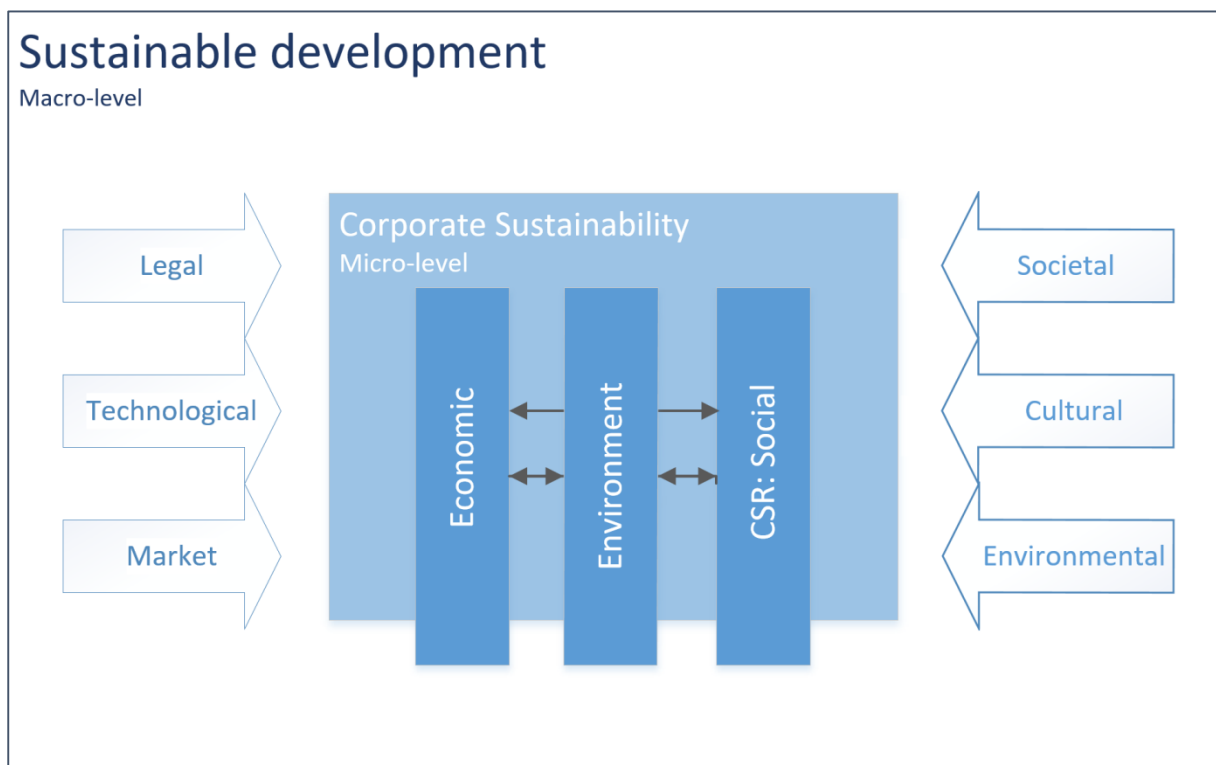 Sustainable development
Macro-level
Corporate Sustainability
Micro-level
Legal
Technological
Market
Economic
Environment
CSR: Social
Societal
Cultural
Environmental